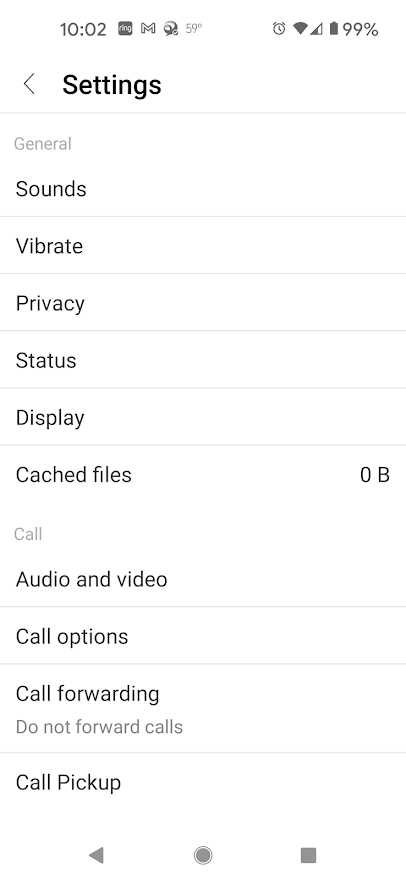 10:02 ring 59° 99%
Settings
General
Sounds
Vibrate
Privacy
Status
Display
Cached files 0 B
Call
Audio and video
Call options
Call forwarding
Do not forward calls
Call Pickup